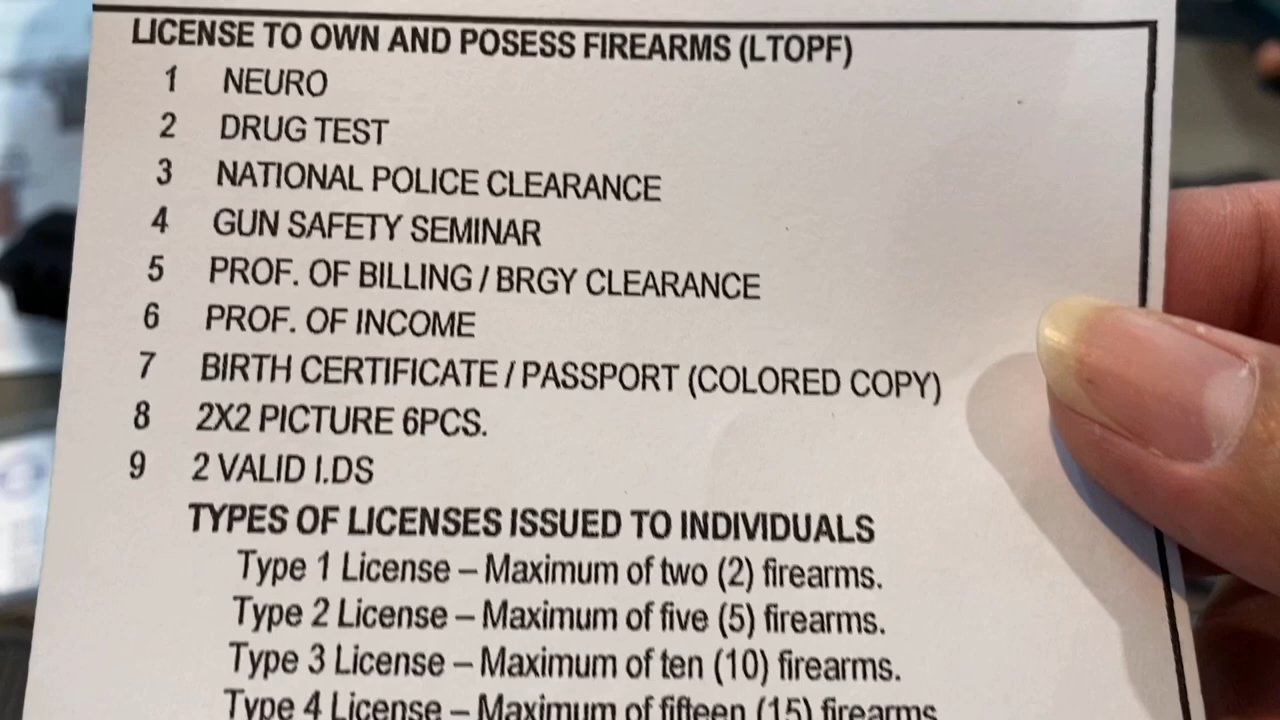 LICENSE TO OWN AND POSESS FIREARMS (LTOPF)
1 NEURO
2 DRUG TEST
3 NATIONAL POLICE CLEARANCE
4 GUN SAFETY SEMINAR
5 PROF. OF BILLING / BRGY CLEARANCE
6 PROF. OF INCOME
7 BIRTH CERTIFICATE / PASSPORT (COLORED COPY)
8 2X2 PICTURE 6PCS.
9 2 VALID I.DS
TYPES OF LICENSES ISSUED TO INDIVIDUALS
Type 1 License – Maximum of two (2) firearms.
Type 2 License – Maximum of five (5) firearms.
Type 3 License – Maximum of ten (10) firearms.
Type 4 License – Maximum of fifteen (15) firearms